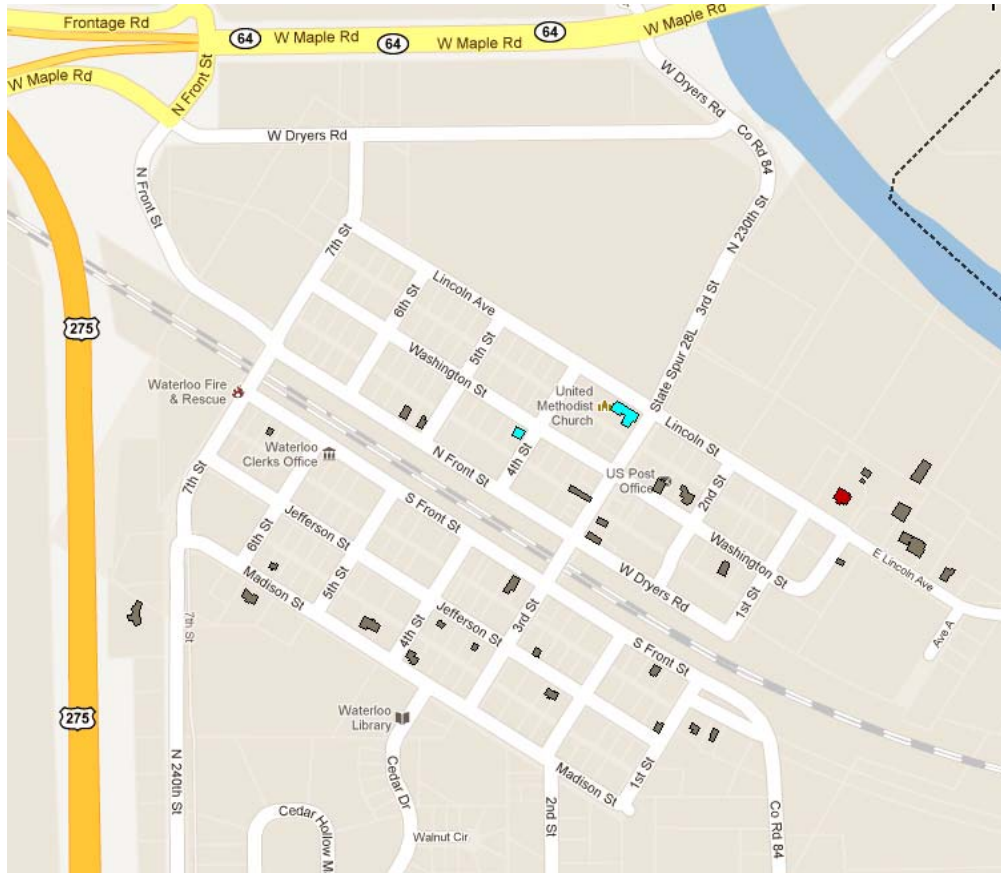 Frontage Rd
64
W Maple Rd
64
W Maple Rd
64
W Maple Rd
W Maple Rd
N Front St
W Dryers Rd
W Dryers Rd
Co Rd 84
N Front St
N 230th St
7th St
3rd St
Lincoln Ave
6th St
275
5th St
State Spur 28L
Washington St
Waterloo Fire
& Rescue
United
Methodist
Church
Lincoln St
Waterloo
Clerks Office
N Front St
4th St
US Post
Office
2nd St
7th St
S Front St
6th St
Jefferson St
Washington St
E Lincoln Ave
Madison St
5th St
W Dryers Rd
1st St
7th St
4th St
Jefferson St
3rd St
S Front St
Ave A
275
Waterloo
Library
N 240th St
Cedar Dr
Madison St
1st St
2nd St
Co Rd 84
Cedar Hollow M
Walnut Cir